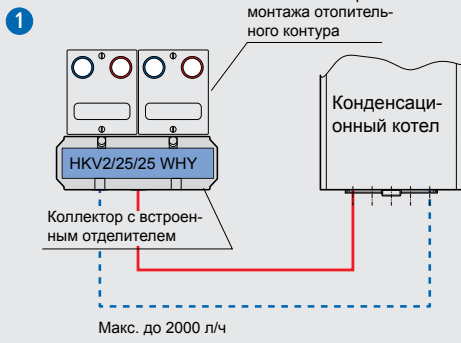 1
монтажа отопитель-
ного контура
Конденсаци-
онный котел
HKV2/25/25 WHY
Коллектор с встроен-
ным отделителем
Макс. до 2000 л/ч